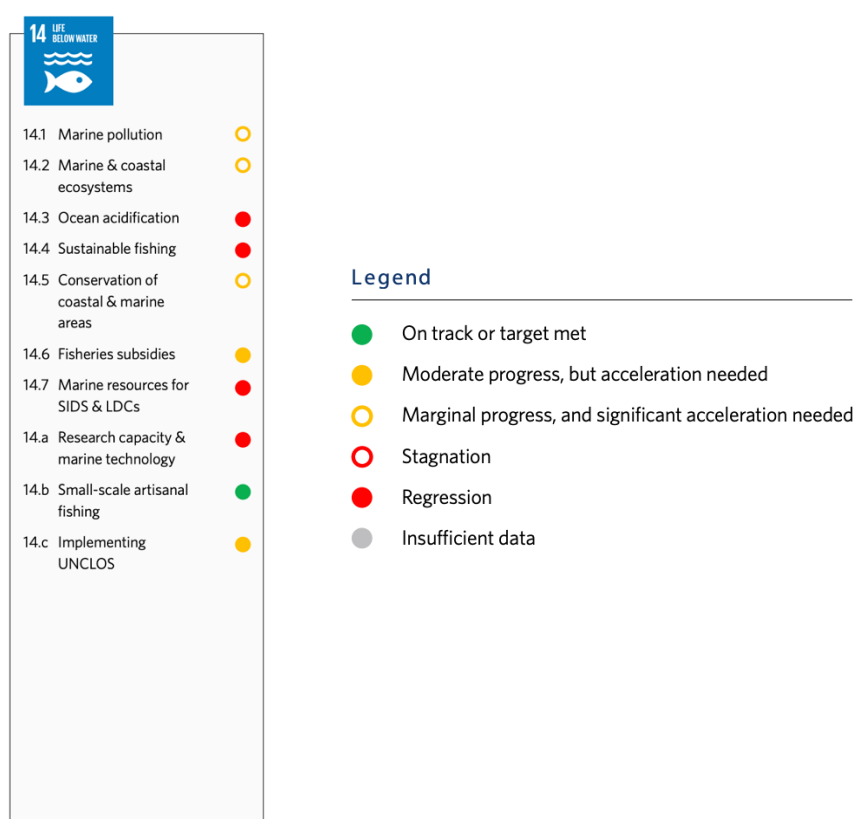 14 LIFE
BELOW WATER
14.1 Marine pollution
14.2 Marine & coastal
ecosystems
14.3 Ocean acidification
14.4 Sustainable fishing
14.5 Conservation of
coastal & marine
areas
14.6 Fisheries subsidies
14.7 Marine resources for
SIDS & LDCs
14.a Research capacity &
marine technology
14.b Small-scale artisanal
fishing
14.c Implementing
UNCLOS
Legend
On track or target met
Moderate progress, but acceleration needed
Marginal progress, and significant acceleration needed
Stagnation
Regression
Insufficient data